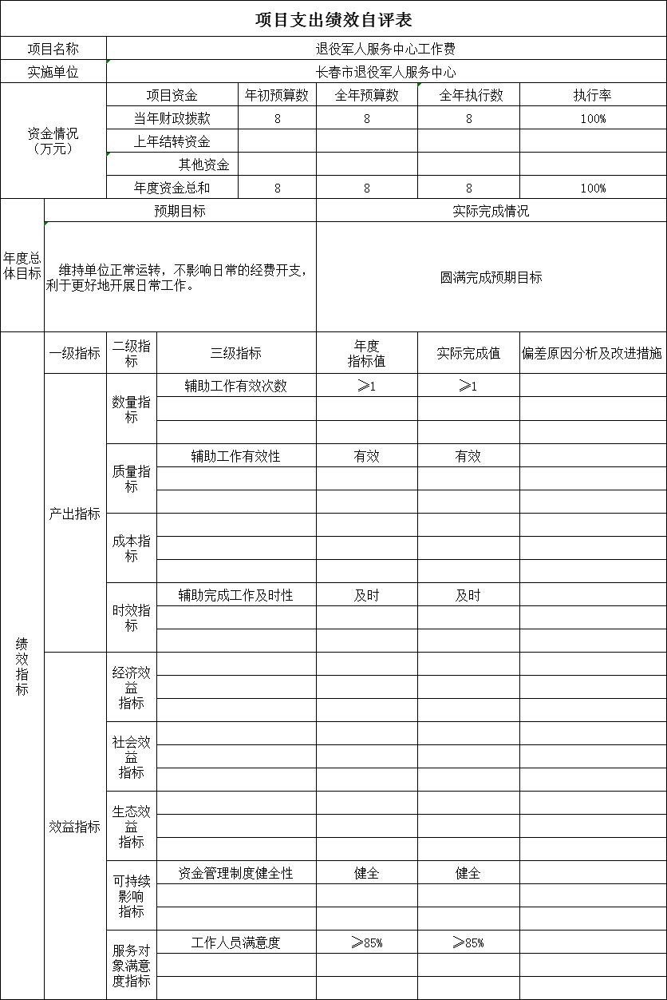 项目支出绩效自评表
项目名称 退役军人服务中心工作费
实施单位 长春市退役军人服务中心
资金情况
（万元）
项目资金 年初预算数 全年预算数 全年执行数 执行率
当年财政拨款 8 8 8 100%
上年结转资金
其他资金
年度资金总和 8 8 8 100%
年度总
体目标
预期目标 实际完成情况
维持单位正常运转，不影响日常的经费开支，
利于更好地开展日常工作。
圆满完成预期目标
绩
效
指
标
一级指标
二级指
标
三级指标
年度
指标值
实际完成值
偏差原因分析及改进措施
产出指标
数量指
标
辅助工作有效次数 ≥1 ≥1
质量指
标
辅助工作有效性 有效 有效
成本指
标
时效指
标
辅助完成工作及时性 及时 及时
效益指标
经济效
益
指标
社会效
益
指标
生态效
益
指标
可持续
影响
指标
资金管理制度健全性 健全 健全
服务对
象满意
度指标
工作人员满意度 ≥85% ≥85%